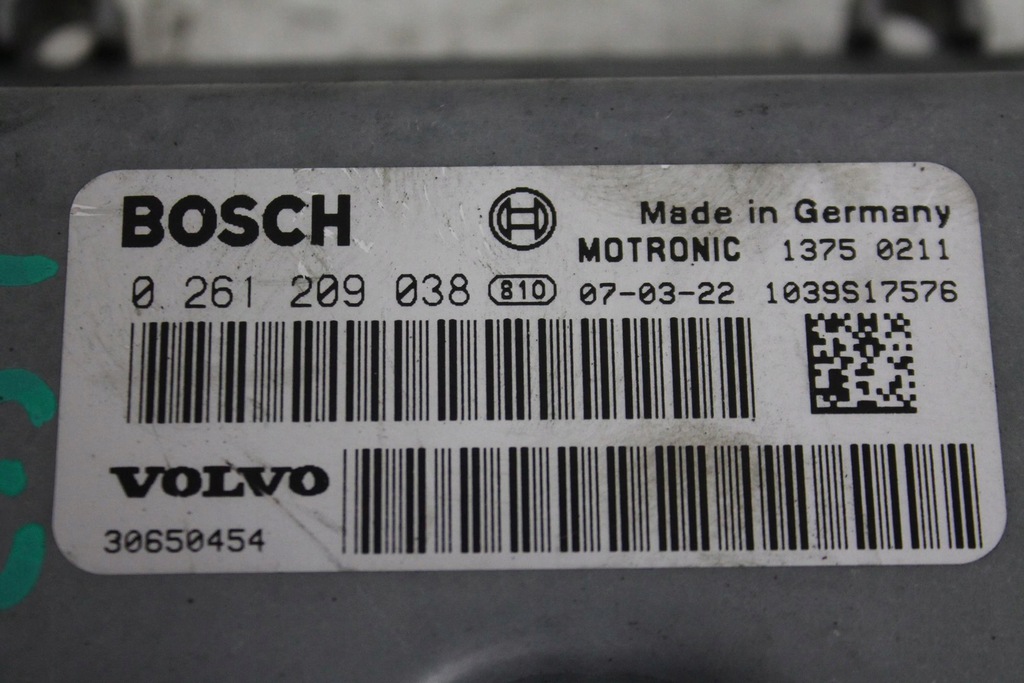 BOSCH
Made in Germany
MOTRONIC 1375 0211
0 261 209 038 810 07-03-22 1039S17576
VOLVO
30650454